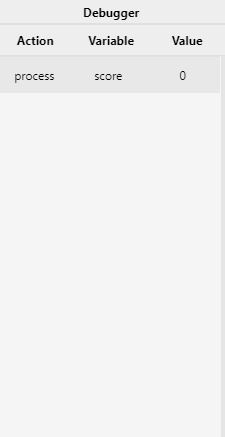 Debugger
Action Variable Value
process score 0